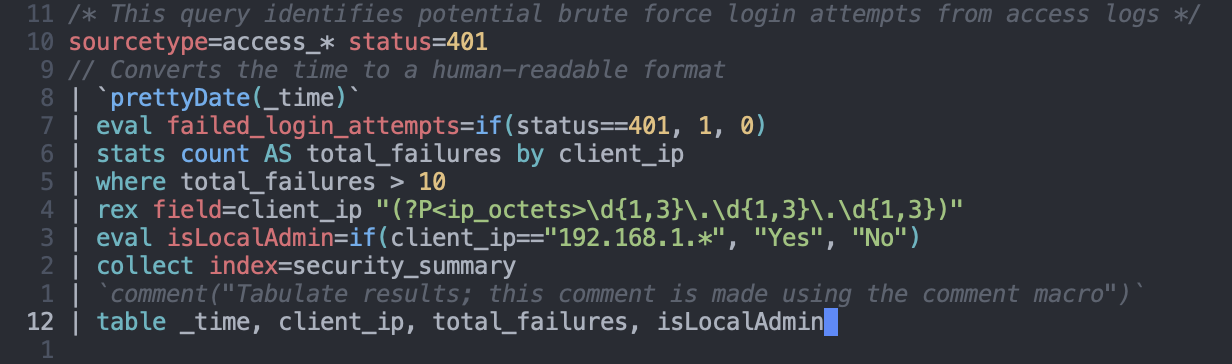 11 /* This query identifies potential brute force login attempts from access logs */
10 sourcetype=access_* status=401
9 // Converts the time to a human-readable format
8 | `prettyDate(_time)`
7 | eval failed_login_attempts=if(status==401, 1, 0)
6 | stats count AS total_failures by client_ip
5 | where total_failures > 10
4 | rex field=client_ip "(?P<ip_octets>\d{1,3}\.\d{1,3}\.\d{1,3})"
3 | eval isLocalAdmin=if(client_ip=="192.168.1.*", "Yes", "No")
2 | collect index=security_summary
1 | `comment("Tabulate results; this comment is made using the comment macro")`
12 | table _time, client_ip, total_failures, isLocalAdmin
1